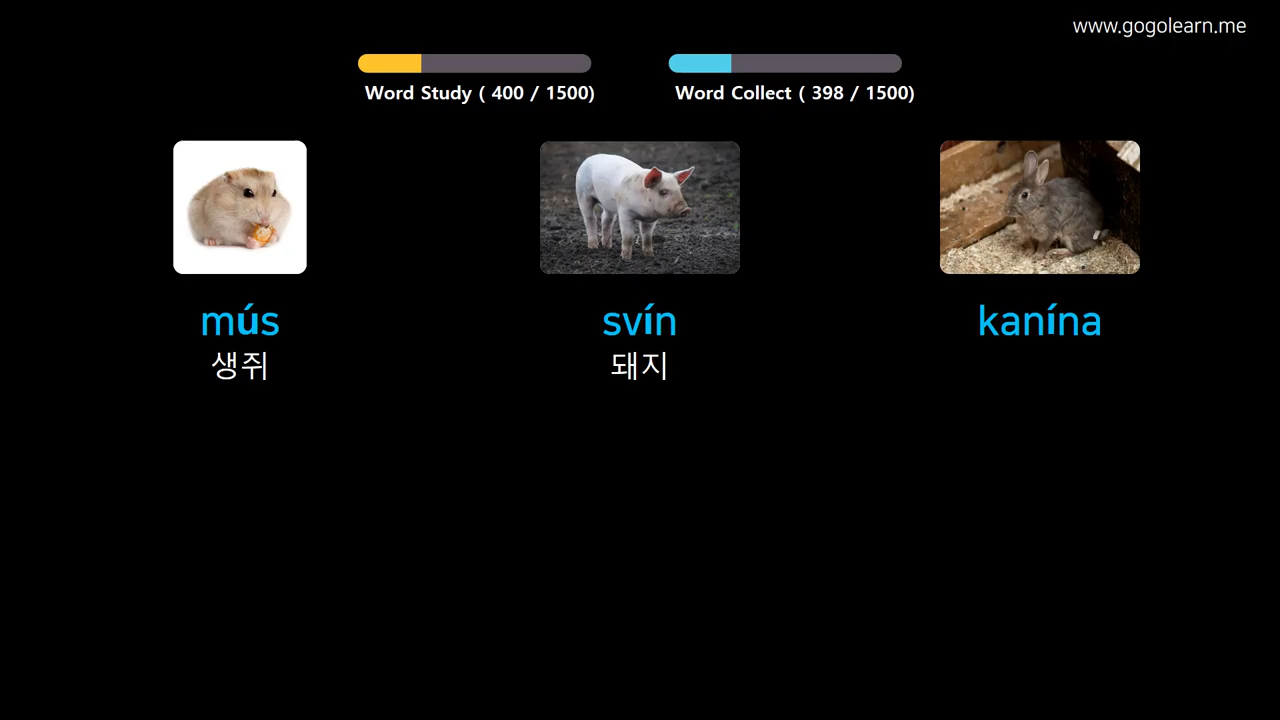 www.gogolearn.me
Word Study ( 400 / 1500)
Word Collect ( 398 / 1500)
mús
svín
kanína
생쥐
돼지